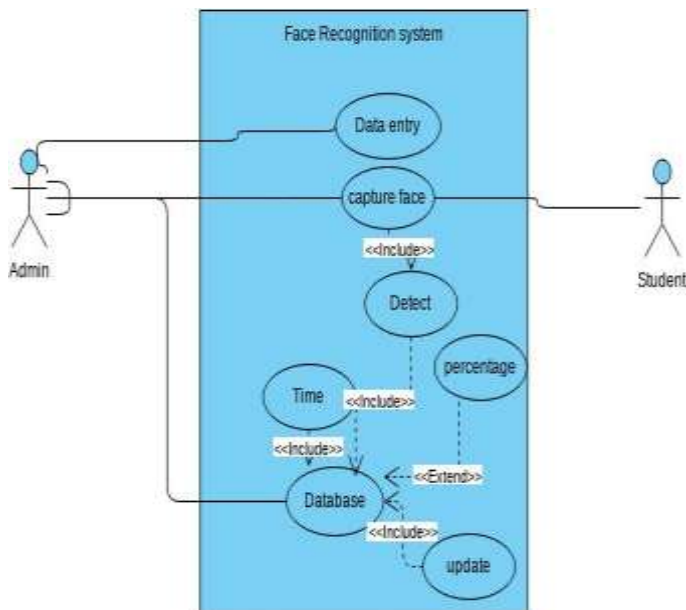 Face Recognition system
Data entry
capture face
Admin
Student
<<Include>>
Detect
percentage
Time
<<Include>>
<<Include>>
<<Extend>>
Database
<<Include>>
update